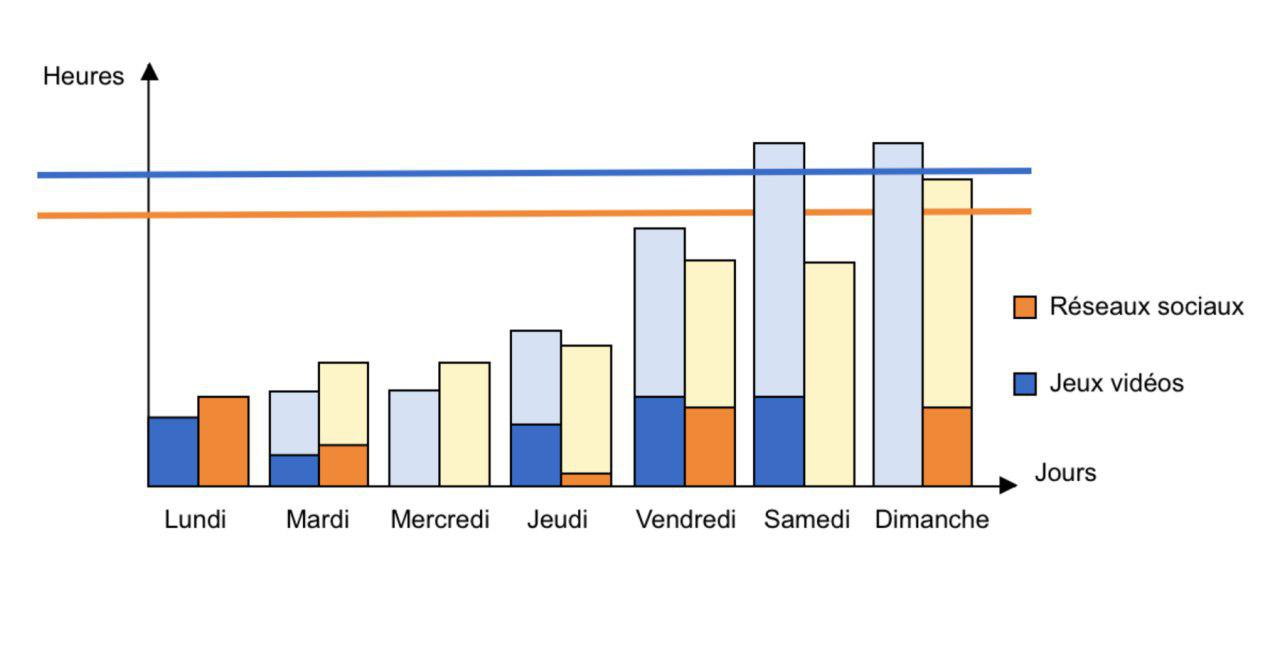 Heures
Réseaux sociaux
Jeux vidéos
Jours
Lundi
Mardi
Mercredi
Jeudi
Vendredi
Samedi
Dimanche